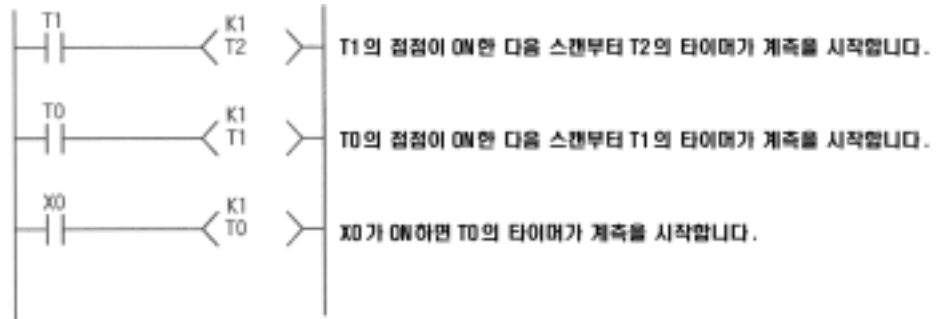 T1
K1
T2
T1의 접점이 ON한 다음 스캔부터 T2의 타이머가 계측을 시작합니다.
T0
K1
T1
T0의 접점이 ON한 다음 스캔부터 T1의 타이머가 계측을 시작합니다.
X0
K1
T0
X0가 ON하면 T0의 타이머가 계측을 시작합니다.